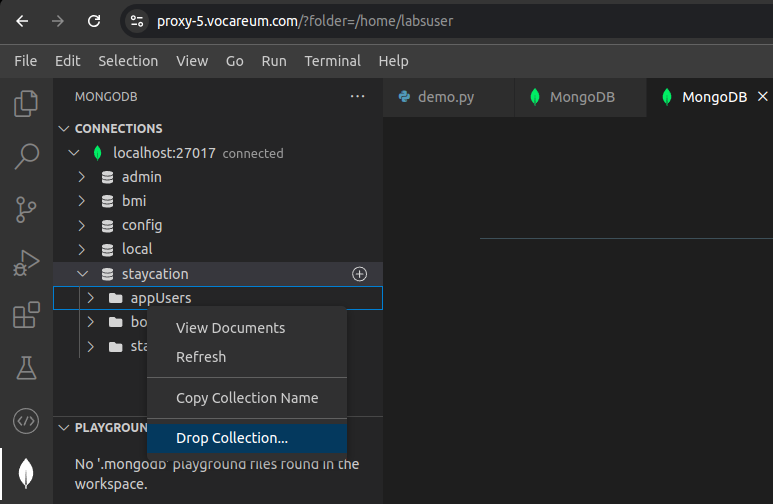 proxy-5.vocareum.com/?folder=/home/labsuser
File Edit Selection View Go Run Terminal Help
MONGODB
demo.py
MongoDB
MongoDB
CONNECTIONS
localhost:27017 connected
admin
bmi
config
local
staycation
appUsers
bo
sta
View Documents
Refresh
Copy Collection Name
Drop Collection...
PLAYGROUN
No '.mongodb' playground files found in the
workspace.